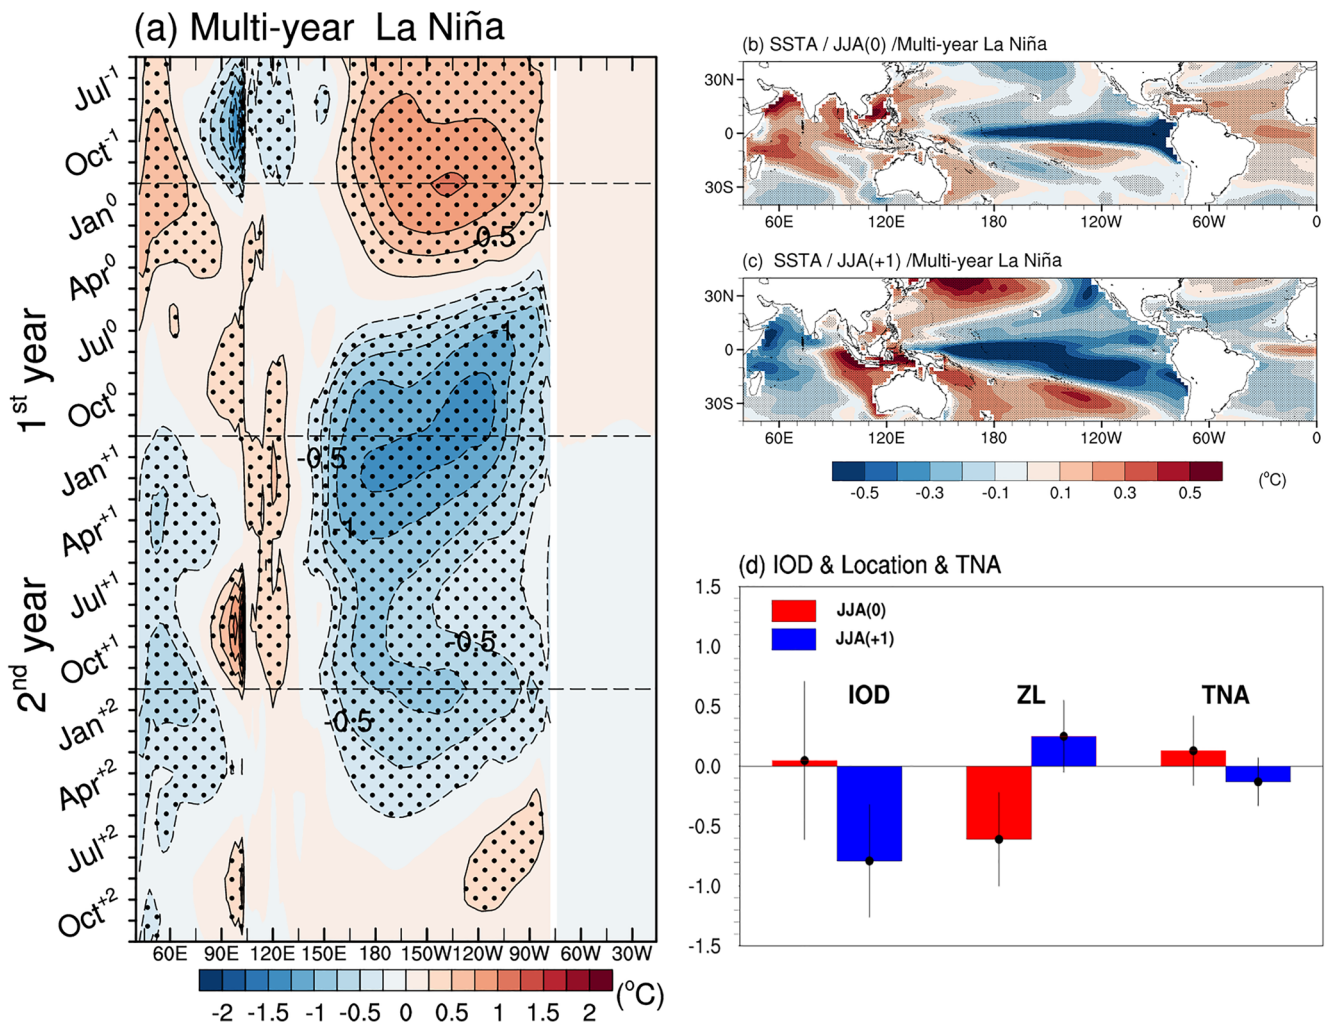 (a) Multi-year La Niña
Jul-1
Oct-1
Jan0
Apr0
Jul0
Oct0
Jan+1
Apr+1
Jul+1
Oct+1
Jan+2
Apr+2
Jul+2
Oct+2
1st year
2nd year
0.5
-1
-0.5
-1
-0.5
-0.5
60E 90E 120E 150E 180 150W 120W 90W 60W 30W
-2 -1.5 -1 -0.5 0 0.5 1 1.5 2
(°C)
(b) SSTA / JJA(0) /Multi-year La Niña
30N
0
30S
60E 120E 180 120W 60W 0
(c) SSTA / JJA(+1) /Multi-year La Niña
30N
0
30S
60E 120E 180 120W 60W 0
-0.5 -0.3 -0.1 0.1 0.3 0.5
(°C)
(d) IOD & Location & TNA
1.5
1.0
0.5
0.0
-0.5
-1.0
-1.5
JJA(0)
JJA(+1)
IOD ZL TNA